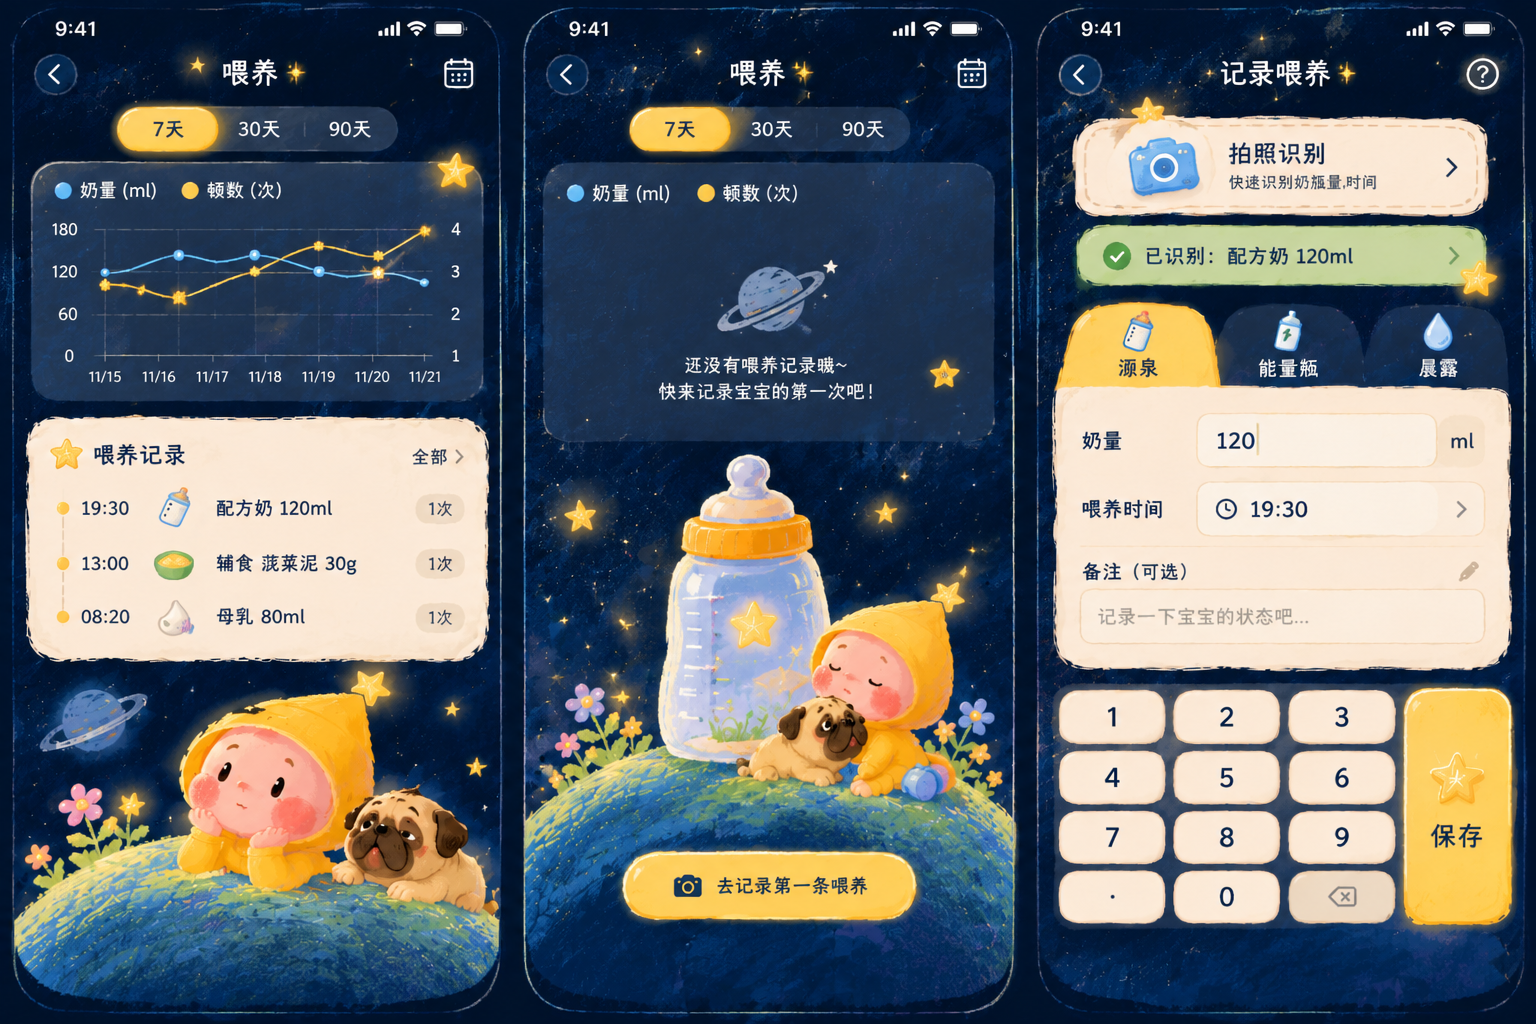 9:41
喂养
7天
30天
90天
奶量 (ml)
顿数 (次)
180
120
60
0
4
3
2
1
11/15
11/16
11/17
11/18
11/19
11/20
11/21
喂养记录
全部
19:30
配方奶 120ml
1次
13:00
辅食 菠菜泥 30g
1次
08:20
母乳 80ml
1次
9:41
喂养
7天
30天
90天
奶量 (ml)
顿数 (次)
还没有喂养记录哦~
快来记录宝宝的第一次吧!
去记录第一条喂养
9:41
记录喂养
?
拍照识别
快速识别奶瓶量,时间
已识别: 配方奶 120ml
源泉
能量瓶
晨露
奶量
120
ml
喂养时间
19:30
备注 (可选)
记录一下宝宝的状态吧...
1
2
3
4
5
6
7
8
9
·
0
保存